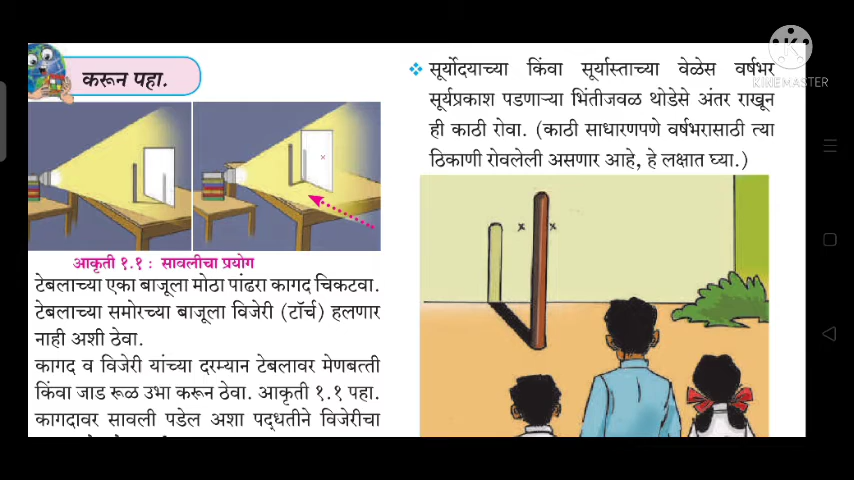 करून पहा.
आकृती १.१ : सावलीचा प्रयोग
टेबलाच्या एका बाजूला मोठा पांढरा कागद चिकटवा.
टेबलाच्या समोरच्या बाजूला विजेरी (टॉर्च) हलणार
नाही अशी ठेवा.
कागद व विजेरी यांच्या दरम्यान टेबलावर मेणबत्ती
किंवा जाड रूळ उभा करून ठेवा. आकृती १.१ पहा.
कागदावर सावली पडेल अशा पद्धतीने विजेरीचा
❖ सूर्योदयाच्या किंवा सूर्यास्ताच्या वेळेस वर्षभर
सूर्यप्रकाश पडणाऱ्या भिंतीजवळ थोडेसे अंतर राखून
ही काठी रोवा. (काठी साधारणपणे वर्षभरासाठी त्या
ठिकाणी रोवलेली असणार आहे, हे लक्षात घ्या.)
K
KINEMASTER